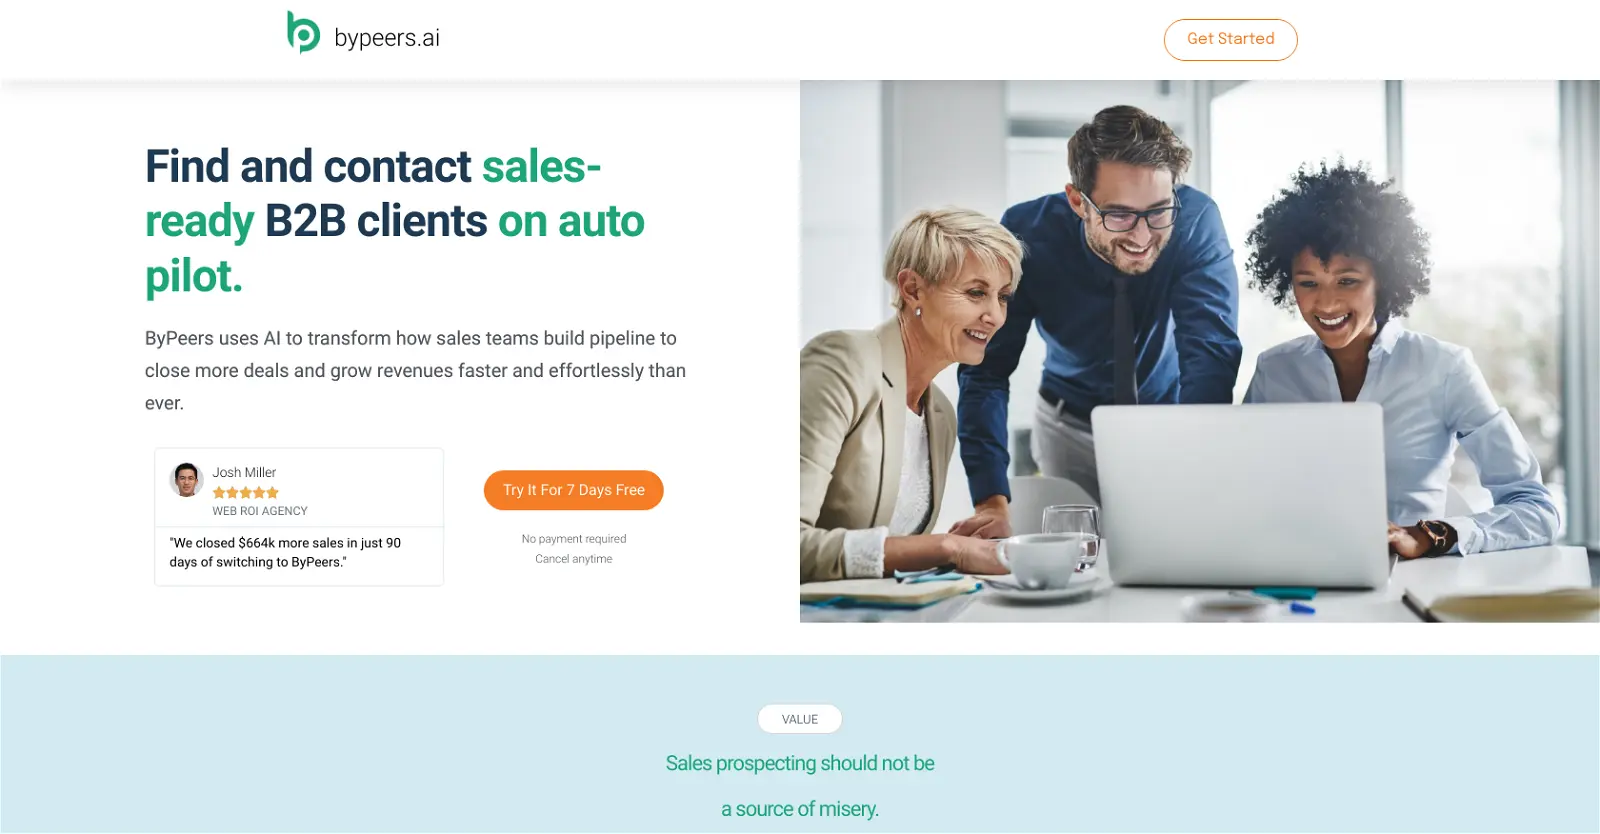 bypeers.ai
Get Started
Find and contact sales-
ready B2B clients on auto
pilot.
ByPeers uses AI to transform how sales teams build pipeline to
close more deals and grow revenues faster and effortlessly than
ever.
Josh Miller
WEB ROI AGENCY
"We closed $664k more sales in just 90
days of switching to ByPeers."
Try It For 7 Days Free
No payment required
Cancel anytime
VALUE
Sales prospecting should not be
a source of misery.